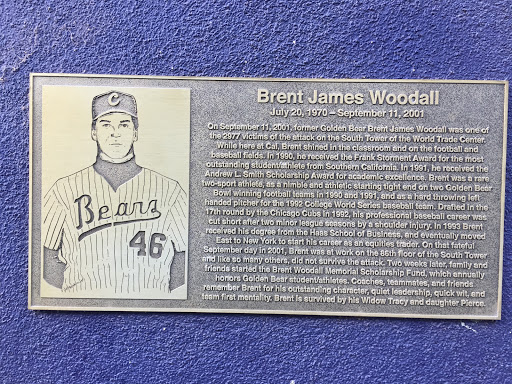 Brent James Woodall
July 20, 1970 – September 11, 2001
On September 11, 2001, former Golden Bear Brent James Woodall was one of
the 2977 victims of the attack on the South Tower of the World Trade Center.
While here at Cal, Brent shined in the classroom and on the football and
baseball fields. In 1990, he received the Frank Storment Award for the most
outstanding student/athlete from Southern California. In 1991, he received the
Andrew L. Smith Scholarship Award for academic excellence. Brent was a rare
two-sport athlete, as a nimble and athletic starting tight end on two Golden Bear
Bowl winning football teams in 1990 and 1991, and as a hard throwing left
handed pitcher for the 1992 College World Series baseball team. Drafted in the
17th round by the Chicago Cubs in 1992, his professional baseball career was
cut short after two minor league seasons by a shoulder injury. In 1993 Brent
received his degree from the Haas School of Business, and eventually moved
East to New York to start his career as an equities trader. On that fateful
September day in 2001, Brent was at work on the 86th floor of the South Tower
and like so many others, did not survive the attack. Two weeks later, family and
friends started the Brent Woodall Memorial Scholarship Fund, which annually
honors Golden Bear student/athletes. Coaches, teammates, and friends
remember Brent for his outstanding character, quiet leadership, quick wit, and
team first mentality. Brent is survived by his Widow Tracy and daughter Pierce.
C
Bears
46